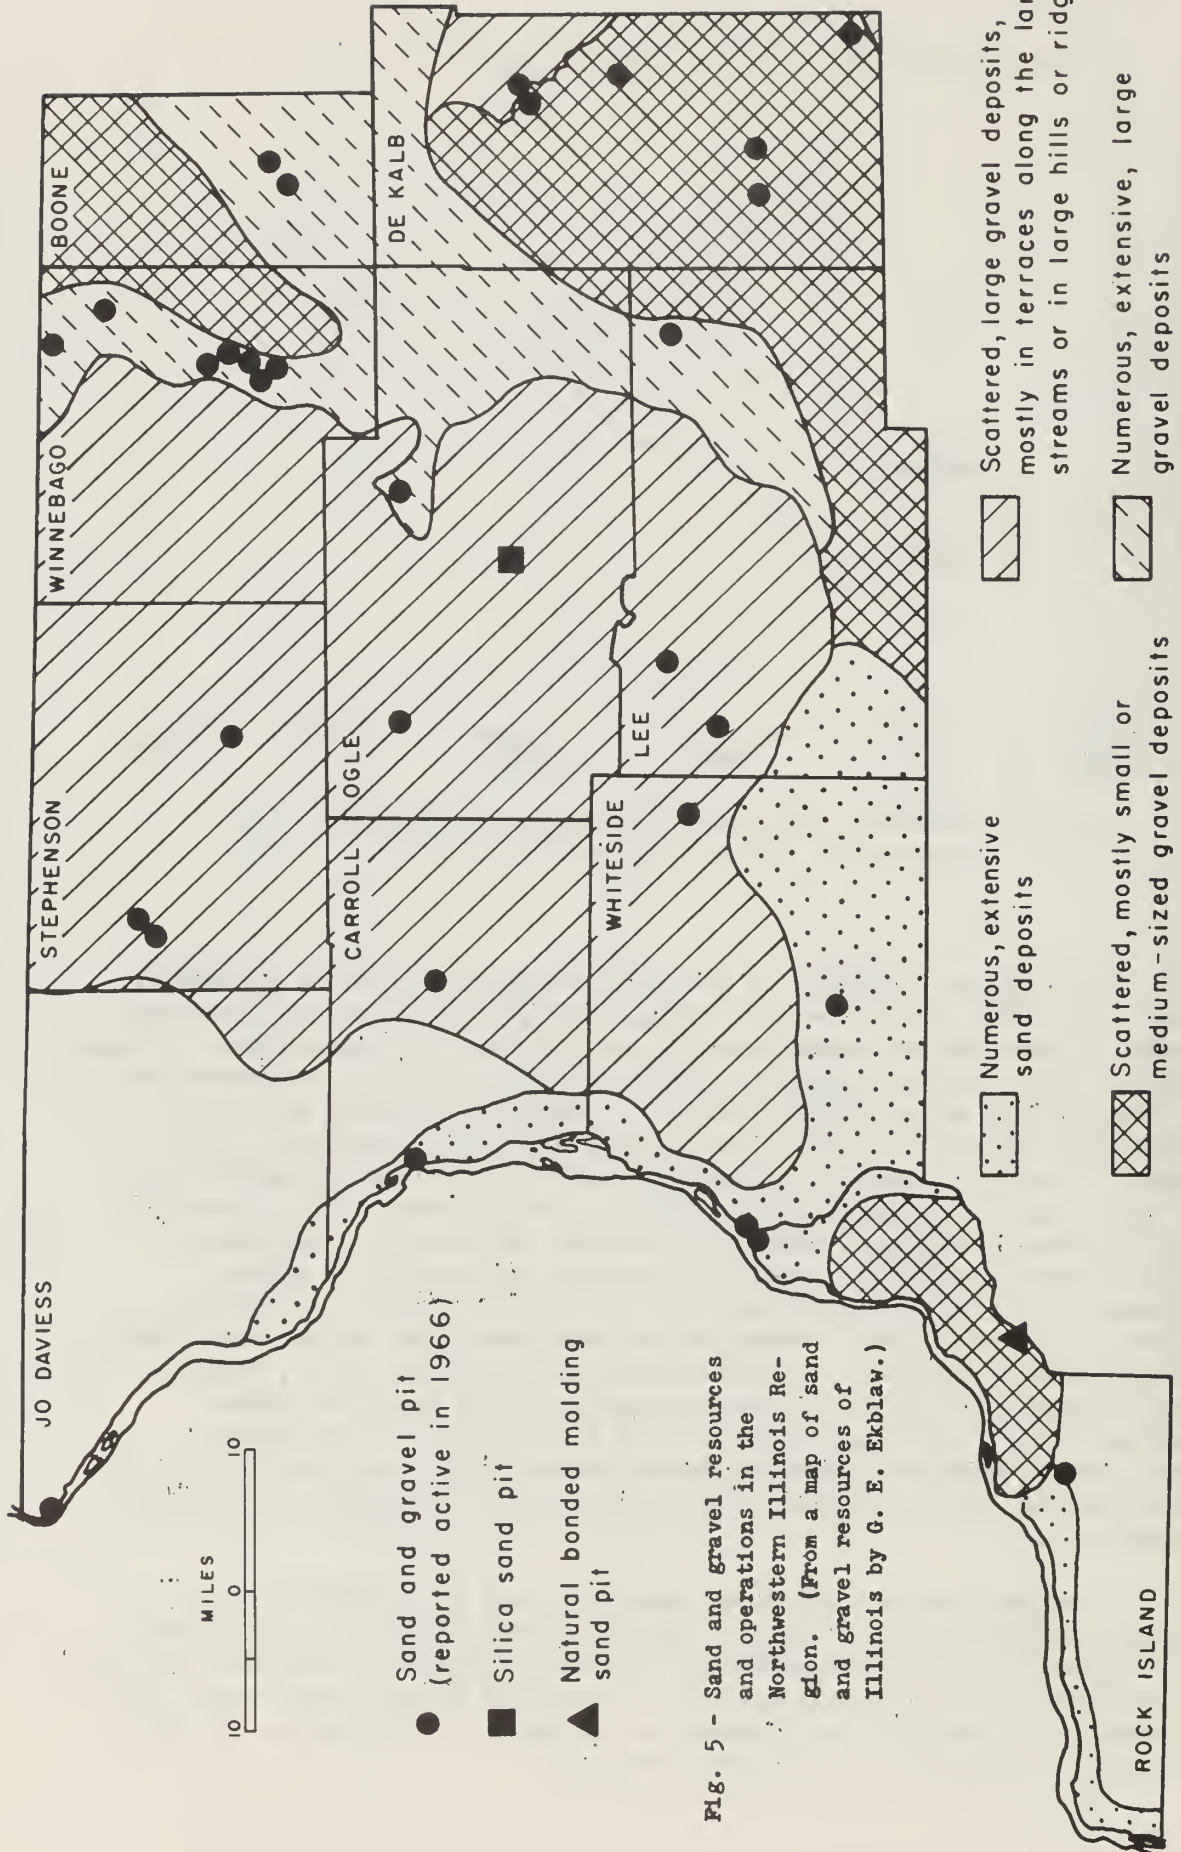 JO DAVIESS
STEPHENSON
WINNEBAGO
BOONE
CARROLL
OGLE
DE KALB
WHITESIDE
LEE
ROCK ISLAND
MILES
10 0 10
Sand and gravel pit
(reported active in 1966)
Silica sand pit
Natural bonded molding
sand pit
Fig. 5 - Sand and gravel resources
and operations in the
Northwestern Illinois Re-
gion. (From a map of sand
and gravel resources of
Illinois by G. E. Ekblaw.)
Numerous, extensive
sand deposits
Scattered, mostly small or
medium-sized gravel deposits
Scattered, large gravel deposits,
mostly in terraces along the
streams or in large hills or
Numerous, extensive, large
gravel deposits